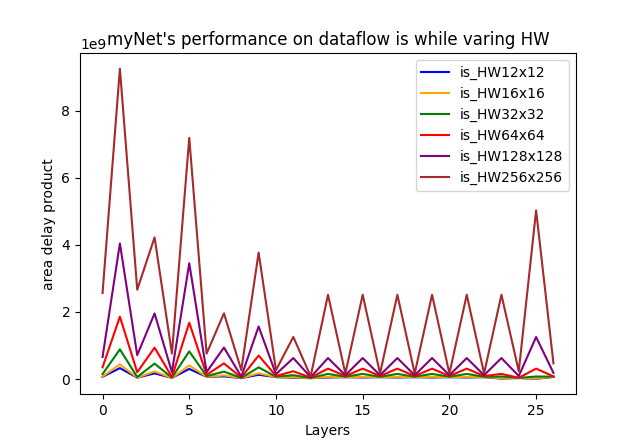 1e9
myNet's performance on dataflow is while varing HW
is_HW12x12
is_HW16x16
is_HW32x32
is_HW64x64
is_HW128x128
is_HW256x256
area delay product
8
6
4
2
0
0 5 10 15 20 25
Layers